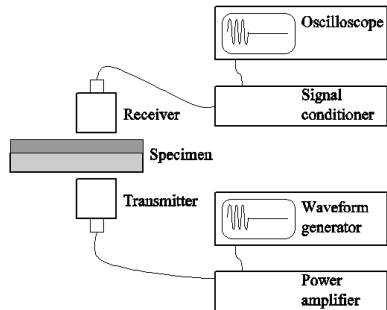 Oscilloscope
Signal
conditioner
Receiver
Specimen
Transmitter
Waveform
generator
Power
amplifier